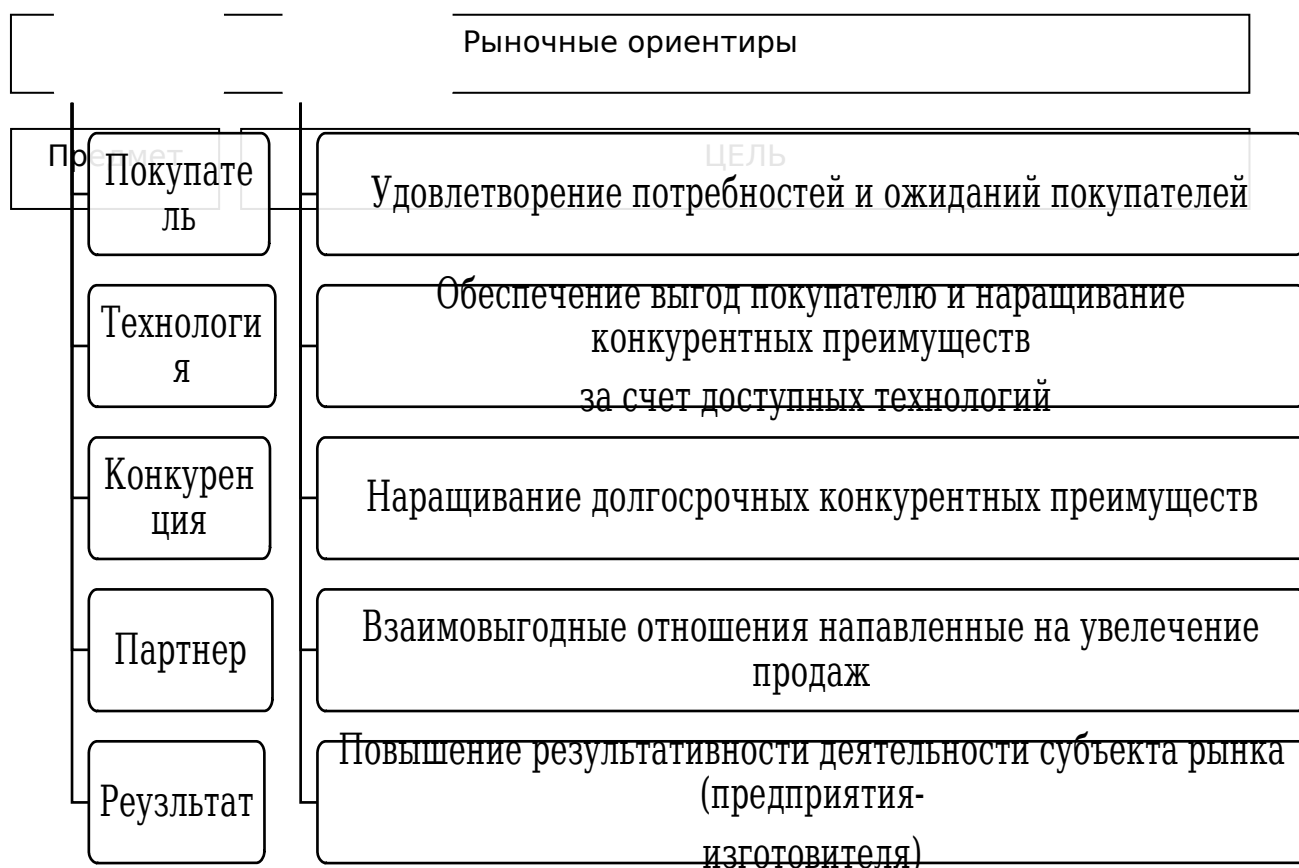 Рыночные ориентиры
Предмет
ЦЕЛЬ
Покупате
ль
Удовлетворение потребностей и ожиданий покупателей
Технологи
я
Обеспечение выгод покупателю и наращивание
конкурентных преимуществ
за счет доступных технологий
Конкурен
ция
Наращивание долгосрочных конкурентных преимуществ
Партнер
Взаимовыгодные отношения напавленные на увелечение
продаж
Реузльтат
Повышение результативности деятельности субъекта рынка
(предприятия-
изготовителя)